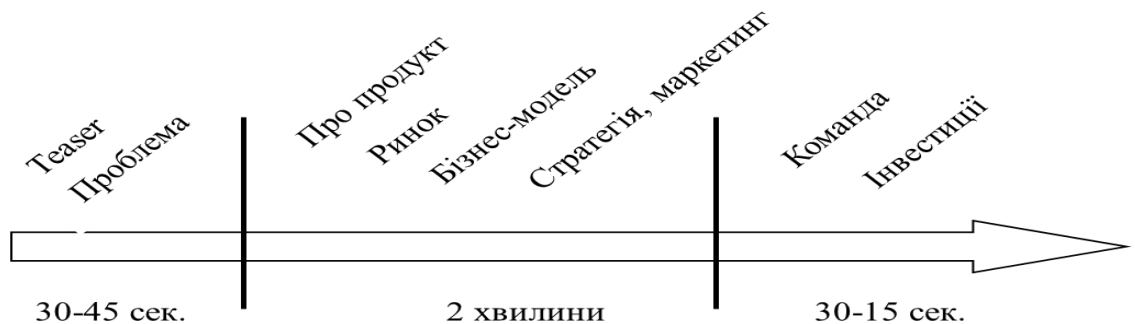 Teaser
Проблема
Про продукт
Ринок
Бізнес-модель
Стратегія, маркетинг
Команда
Інвестиції
30-45 сек.
2 хвилини
30-15 сек.